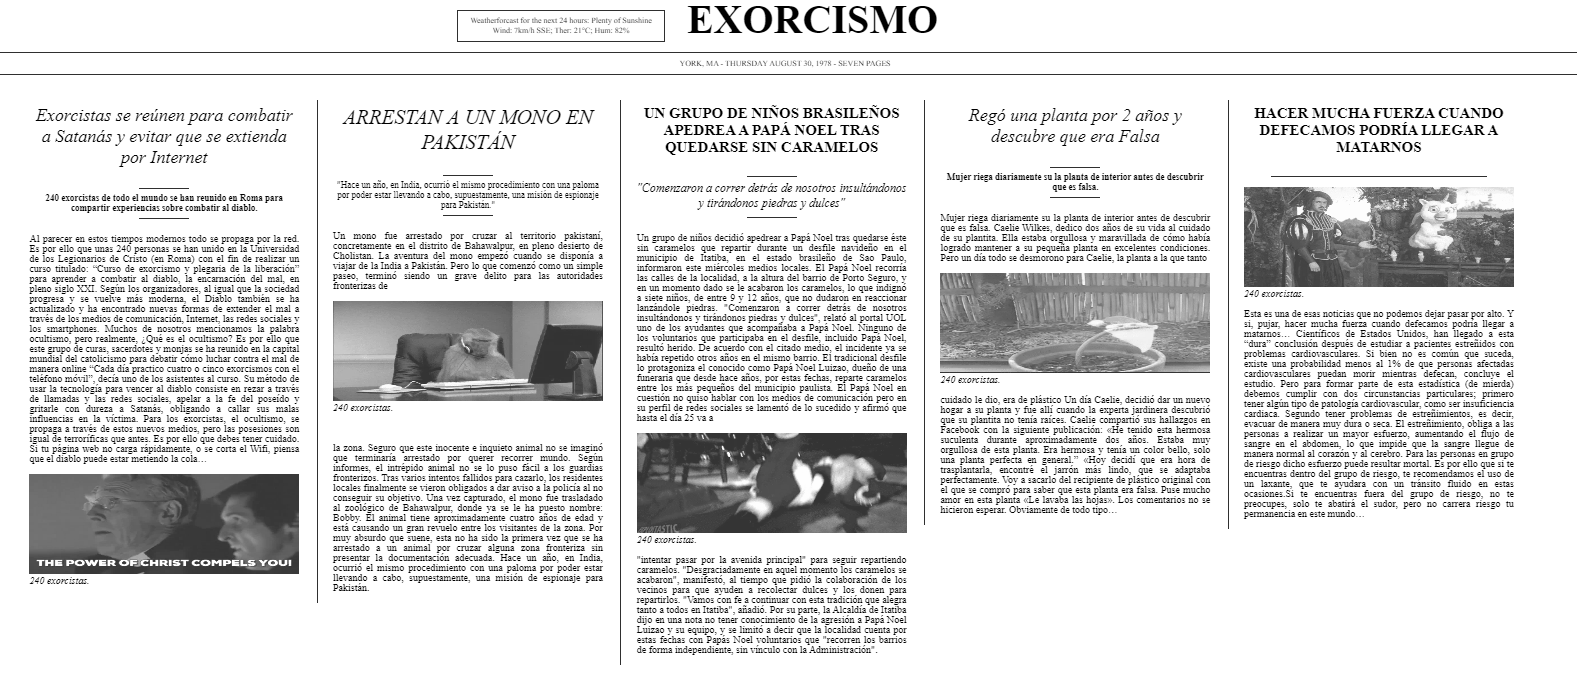 Weatherforcast for the next 24 hours: Plenty of Sunshine
Wind: 7km/h SSE; Ther: 21°C; Hum: 82%
EXORCISMO
YORK, MA - THURSDAY AUGUST 30, 1978 - SEVEN PAGES
Exorcistas se reúnen para combatir
a Satanás y evitar que se extienda
por Internet
240 exorcistas de todo el mundo se han reunido en Roma para
compartir experiencias sobre combatir al diablo.
Al parecer en estos tiempos modernos todo se propaga por la red.
Es por ello que unas 240 personas se han unido en la Universidad
de los Legionarios de Cristo (en Roma) con el fin de realizar un
curso titulado: “Curso de exorcismo y plegaria de la liberación”
para aprender a combatir al diablo, la encarnación del mal, en
pleno siglo XXI. Según los organizadores, al igual que la sociedad
progresa y se vuelve más moderna, el Diablo también se ha
actualizado y ha encontrado nuevas formas de extender el mal a
través de los medios de comunicación, Internet, las redes sociales y
los smartphones. Muchos de nosotros mencionamos la palabra
ocultismo, pero realmente, ¿Qué es el ocultismo? Es por ello que
este grupo de curas, sacerdotes y monjas se ha reunido en la capital
mundial del catolicismo para debatir cómo luchar contra el mal de
manera online “Cada día practico cuatro o cinco exorcismos con el
teléfono móvil”, decía uno de los asistentes al curso. Su método de
usar la tecnología para vencer al diablo consiste en rezar a través
de llamadas y las redes sociales, apelar a la fe del poseído y
gritarle con dureza a Satanás, obligando a callar sus malas
influencias en la víctima. Para los exorcistas, el ocultismo, se
propaga a través de estos nuevos medios, pero las posesiones son
igual de terroríficas que antes. Es por ello que debes tener cuidado.
Si tu página web no carga rápidamente, o se corta el Wifi, piensa
que el diablo puede estar metiendo la cola…
THE POWER OF CHRIST COMPELS YOU!
240 exorcistas.
ARRESTAN A UN MONO EN
PAKISTÁN
"Hace un año, en India, ocurrió el mismo procedimiento con una paloma
por poder estar llevando a cabo, supuestamente, una misión de espionaje
para Pakistán."
Un mono fue arrestado por cruzar al territorio pakistaní,
concretamente en el distrito de Bahawalpur, en pleno desierto de
Cholistan. La aventura del mono empezó cuando se disponía a
viajar de la India a Pakistán. Pero lo que comenzó como un simple
paseo, terminó siendo un grave delito para las autoridades
fronterizas de
240 exorcistas.
la zona. Seguro que este inocente e inquieto animal no se imaginó
que terminaría arrestado por querer recorrer mundo. Según
informes, el intrépido animal no se lo puso fácil a los guardias
fronterizos. Tras varios intentos fallidos para cazarlo, los residentes
locales finalmente se vieron obligados a dar aviso a la policía al no
conseguir su objetivo. Una vez capturado, el mono fue trasladado
al zoológico de Bahawalpur, donde ya se le ha puesto nombre:
Bobby. El animal tiene aproximadamente cuatro años de edad y
está causando un gran revuelo entre los visitantes de la zona. Por
muy absurdo que suene, esta no ha sido la primera vez que se ha
arrestado a un animal por cruzar alguna zona fronteriza sin
presentar la documentación adecuada. Hace un año, en India,
ocurrió el mismo procedimiento con una paloma por poder estar
llevando a cabo, supuestamente, una misión de espionaje para
Pakistán.
UN GRUPO DE NIÑOS BRASILEÑOS
APEDREA A PAPÁ NOEL TRAS
QUEDARSE SIN CARAMELOS
"Comenzaron a correr detrás de nosotros insultándonos
y tirándonos piedras y dulces"
Un grupo de niños decidió apedrear a Papá Noel tras quedarse éste
sin caramelos que repartir durante un desfile navideño en el
municipio de Itatiba, en el estado brasileño de Sao Paulo,
informaron este miércoles medios locales. El Papá Noel recorría
las calles de la localidad, a la altura del barrio de Porto Seguro, y
en un momento dado se le acabaron los caramelos, lo que indignó
a siete niños, de entre 9 y 12 años, que no dudaron en reaccionar
lanzándole piedras. "Comenzaron a correr detrás de nosotros
insultándonos y tirándonos piedras y dulces", relató al portal UOL
uno de los ayudantes que acompañaba a Papá Noel. Ninguno de
los voluntarios que participaba en el desfile, incluido Papá Noel,
resultó herido. De acuerdo con el citado medio, el incidente ya se
había repetido otros años en el mismo barrio. El tradicional desfile
lo protagoniza el conocido como Papá Noel Luizao, dueño de una
funeraria que desde hace años, por estas fechas, reparte caramelos
entre los más pequeños del municipio paulista. El Papá Noel en
cuestión no quiso hablar con los medios de comunicación pero en
su perfil de redes sociales se lamentó de lo sucedido y afirmó que
hasta el día 25 va a
240 exorcistas.
"intentar pasar por la avenida principal" para seguir repartiendo
caramelos. "Desgraciadamente en aquel momento los caramelos se
acabaron", manifestó, al tiempo que pidió la colaboración de los
vecinos para que ayuden a recolectar dulces y los donen para
repartirlos. "Vamos con fe a continuar con esta tradición que alegra
tanto a todos en Itatiba", añadió. Por su parte, la Alcaldía de Itatiba
dijo en una nota no tener conocimiento de la agresión a Papá Noel
Luizao y su equipo, y se limitó a decir que la localidad cuenta por
estas fechas con Papás Noel voluntarios que "recorren los barrios
de forma independiente, sin vínculo con la Administración".
Regó una planta por 2 años y
descubre que era Falsa
Mujer riega diariamente su la planta de interior antes de descubrir
que es falsa.
Mujer riega diariamente su la planta de interior antes de descubrir
que es falsa. Caelie Wilkes, dedico dos años de su vida al cuidado
de su plantita. Ella estaba orgullosa y maravillada de cómo había
logrado mantener a su pequeña planta en excelentes condiciones.
Pero un día todo se desmorono para Caelie, la planta a la que tanto
240 exorcistas.
cuidado le dio, era de plástico Un día Caelie, decidió dar un nuevo
hogar a su planta y fue allí cuando la experta jardinera descubrió
que su plantita no tenía raíces. Caelie compartió sus hallazgos en
Facebook con la siguiente publicación: «He tenido esta hermosa
suculenta durante aproximadamente dos años. Estaba muy
orgullosa de esta planta. Era hermosa y tenía un color bello, solo
una planta perfecta en general.” «Hoy decidí que era hora de
trasplantarla, encontré el jarrón más lindo, que se adaptaba
perfectamente. Voy a sacarlo del recipiente de plástico original con
el que se compró para saber que esta planta era falsa. Puse mucho
amor en esta planta «Le lavaba las hojas». Los comentarios no se
hicieron esperar. Obviamente de todo tipo…
HACER MUCHA FUERZA CUANDO
DEFECAMOS PODRÍA LLEGAR A
MATARNOS
240 exorcistas.
Esta es una de esas noticias que no podemos dejar pasar por alto. Y
si, pujar, hacer mucha fuerza cuando defecamos podría llegar a
matarnos… Científicos de Estados Unidos, han llegado a esta
“dura” conclusión después de estudiar a pacientes estreñidos con
problemas cardiovasculares. Si bien no es común que suceda,
existe una probabilidad menos al 1% de que personas afectadas
cardiovasculares puedan morir mientras defecan, concluye el
estudio. Pero para formar parte de esta estadística (de mierda)
debemos cumplir con dos circunstancias particulares; primero
tener algún tipo de patología cardiovascular, como ser insuficiencia
cardiaca. Segundo tener problemas de estreñimientos, es decir,
evacuar de manera muy dura o seca. El estreñimiento, obliga a las
personas a realizar un mayor esfuerzo, aumentando el flujo de
sangre en el abdomen, lo que impide que la sangre llegue de
manera normal al corazón y al cerebro. Para las personas en grupo
de riesgo dicho esfuerzo puede resultar mortal. Es por ello que si te
encuentras dentro del grupo de riesgo, te recomendamos el uso de
un laxante, que te ayudara con un tránsito fluido en estas
ocasiones.Si te encuentras fuera del grupo de riesgo, no te
preocupes, solo te abatirá el sudor, pero no carrera riesgo tu
permanencia en este mundo…